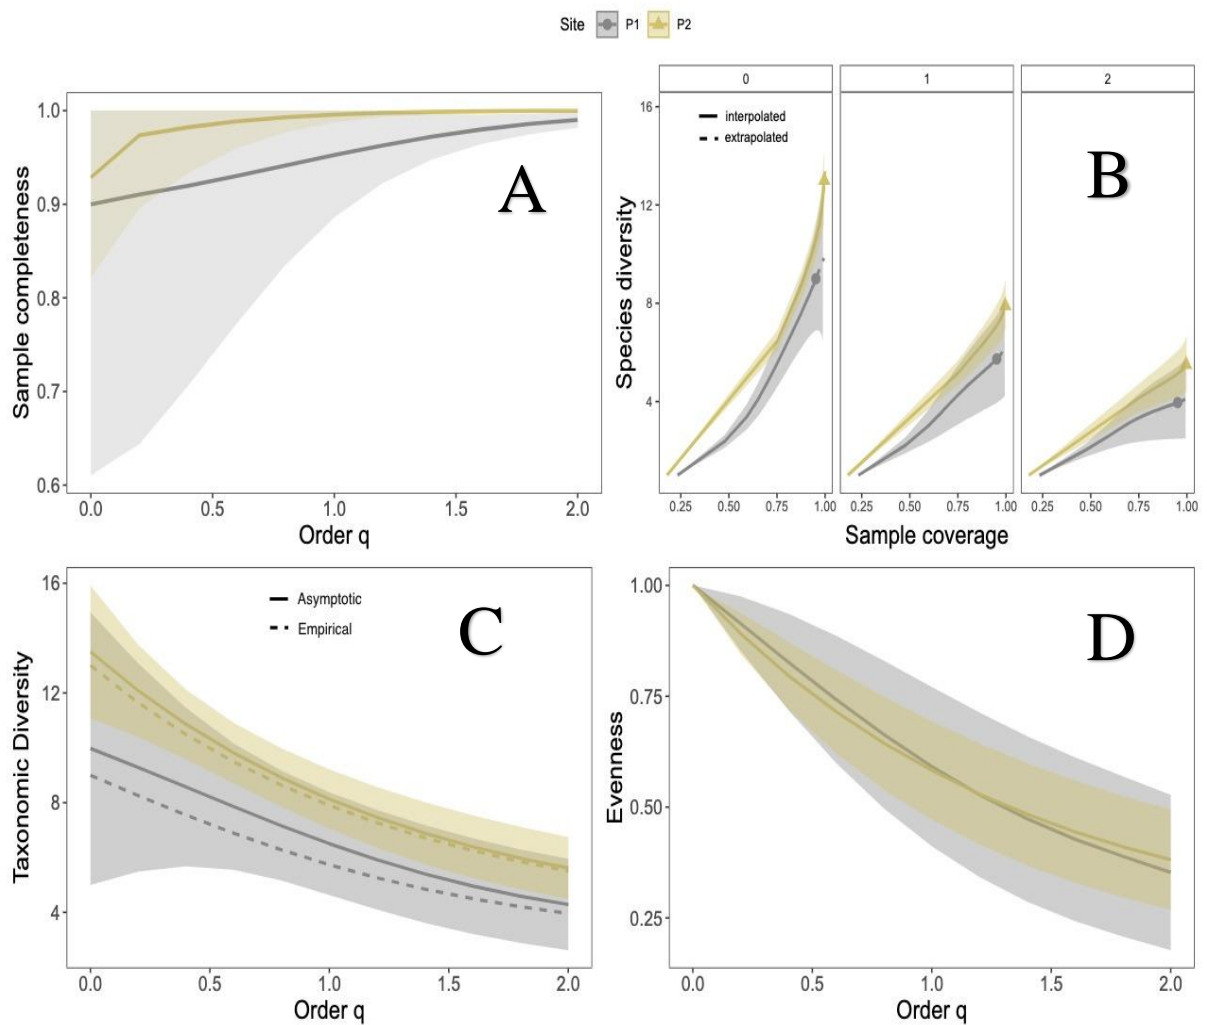 Site P1 P2
A
Sample completeness
1.0
0.9
0.8
0.7
0.6
0.0 0.5 1.0 1.5 2.0
Order q
0 1 2
B
interpolated
extrapolated
Species diversity
16
12
8
4
0.25 0.50 0.75 1.00 0.25 0.50 0.75 1.00 0.25 0.50 0.75 1.00
Sample coverage
C
Asymptotic
Empirical
Taxonomic Diversity
16
12
8
4
0.0 0.5 1.0 1.5 2.0
Order q
D
Evenness
1.00
0.75
0.50
0.25
0.0 0.5 1.0 1.5 2.0
Order q